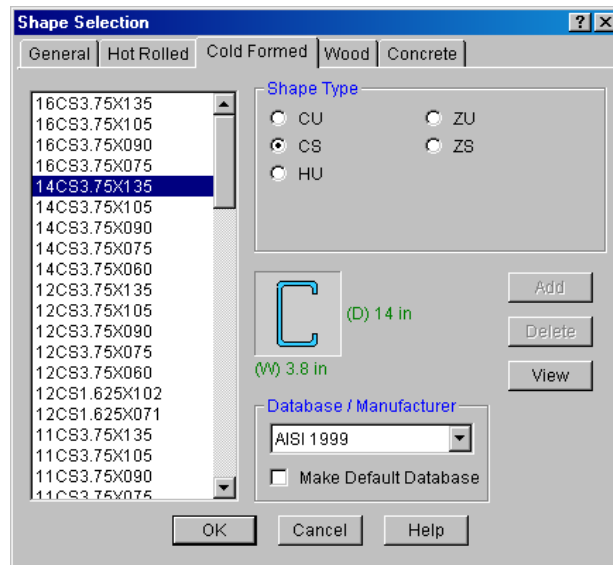 Shape Selection
General Hot Rolled Cold Formed Wood Concrete
16CS3.75X135
16CS3.75X105
16CS3.75X090
16CS3.75X075
14CS3.75X135
14CS3.75X105
14CS3.75X090
14CS3.75X075
14CS3.75X060
12CS3.75X135
12CS3.75X105
12CS3.75X090
12CS3.75X075
12CS3.75X060
12CS1.625X102
12CS1.625X071
11CS3.75X135
11CS3.75X105
11CS3.75X090
11CS3.75X075
Shape Type
CU ZU
CS ZS
HU
(D) 14 in
(W) 3.8 in
Add
Delete
View
Database / Manufacturer
AISI 1999
Make Default Database
OK Cancel Help